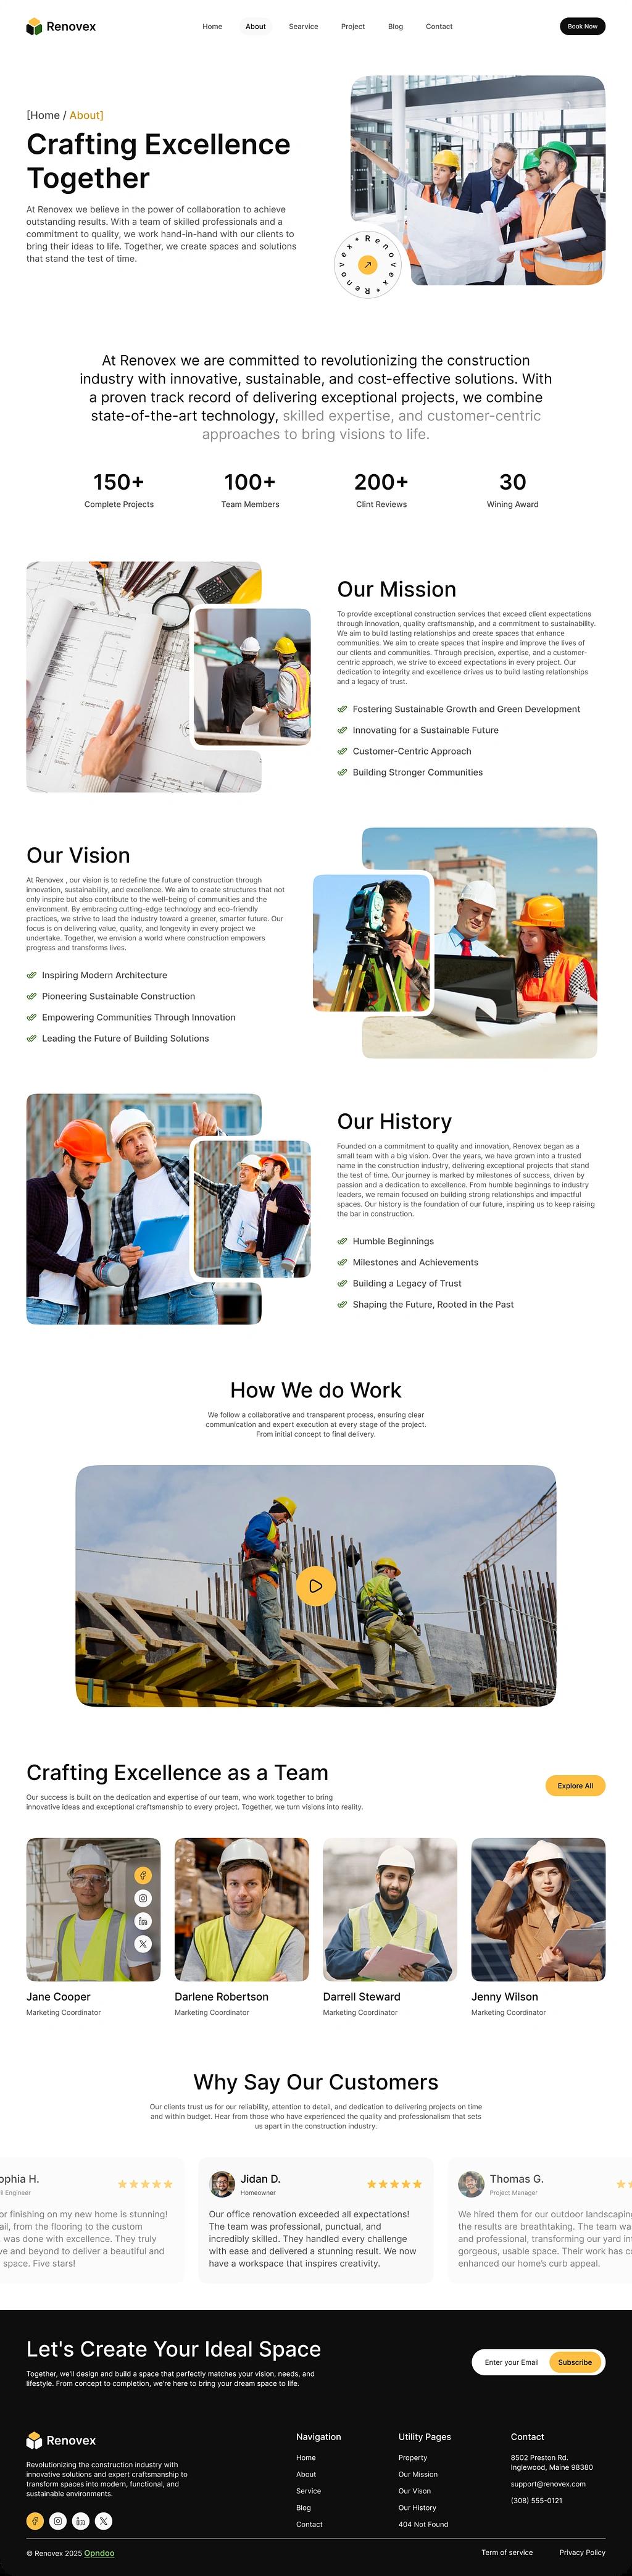 Renovex
Home
About
Searvice
Project
Blog
Contact
Book Now
[Home / About]
Crafting Excellence
Together
At Renovex we believe in the power of collaboration to achieve
outstanding results. With a team of skilled professionals and a
commitment to quality, we work hand-in-hand with our clients to
bring their ideas to life. Together, we create spaces and solutions
that stand the test of time.
* Renovex * Renovex
At Renovex we are committed to revolutionizing the construction
industry with innovative, sustainable, and cost-effective solutions. With
a proven track record of delivering exceptional projects, we combine
state-of-the-art technology, skilled expertise, and customer-centric
approaches to bring visions to life.
150+
100+
200+
30
Complete Projects
Team Members
Clint Reviews
Wining Award
Our Mission
To provide exceptional construction services that exceed client expectations
through innovation, quality craftsmanship, and a commitment to sustainability.
We aim to build lasting relationships and create spaces that enhance
communities. We aim to create spaces that inspire and improve the lives of
our clients and communities. Through precision, expertise, and a customer-
centric approach, we strive to exceed expectations in every project. Our
dedication to integrity and excellence drives us to build lasting relationships
and a legacy of trust.
Fostering Sustainable Growth and Green Development
Innovating for a Sustainable Future
Customer-Centric Approach
Building Stronger Communities
Our Vision
At Renovex , our vision is to redefine the future of construction through
innovation, sustainability, and excellence. We aim to create structures that not
only inspire but also contribute to the well-being of communities and the
environment. By embracing cutting-edge technology and eco-friendly
practices, we strive to lead the industry toward a greener, smarter future. Our
focus is on delivering value, quality, and longevity in every project we
undertake. Together, we envision a world where construction empowers
progress and transforms lives.
Inspiring Modern Architecture
Pioneering Sustainable Construction
Empowering Communities Through Innovation
Leading the Future of Building Solutions
Our History
Founded on a commitment to quality and innovation, Renovex began as a
small team with a big vision. Over the years, we have grown into a trusted
name in the construction industry, delivering exceptional projects that stand
the test of time. Our journey is marked by milestones of success, driven by
passion and a dedication to excellence. From humble beginnings to industry
leaders, we remain focused on building strong relationships and impactful
spaces. Our history is the foundation of our future, inspiring us to keep raising
the bar in construction.
Humble Beginnings
Milestones and Achievements
Building a Legacy of Trust
Shaping the Future, Rooted in the Past
How We do Work
We follow a collaborative and transparent process, ensuring clear
communication and expert execution at every stage of the project.
From initial concept to final delivery.
Crafting Excellence as a Team
Our success is built on the dedication and expertise of our team, who work together to bring
innovative ideas and exceptional craftsmanship to every project. Together, we turn visions into reality.
Explore All
Jane Cooper
Marketing Coordinator
Darlene Robertson
Marketing Coordinator
Darrell Steward
Marketing Coordinator
Jenny Wilson
Marketing Coordinator
Why Say Our Customers
Our clients trust us for our reliability, attention to detail, and dedication to delivering projects on time
and within budget. Hear from those who have experienced the quality and professionalism that sets
us apart in the construction industry.
ophia H.
il Engineer
or finishing on my new home is stunning!
ail, from the flooring to the custom
was done with excellence. They truly
ve and beyond to deliver a beautiful and
space. Five stars!
Jidan D.
Homeowner
Our office renovation exceeded all expectations!
The team was professional, punctual, and
incredibly skilled. They handled every challenge
with ease and delivered a stunning result. We now
have a workspace that inspires creativity.
Thomas G.
Project Manager
We hired them for our outdoor landscaping
the results are breathtaking. The team wa
and professional, transforming our yard in
gorgeous, usable space. Their work has c
enhanced our home's curb appeal.
Let's Create Your Ideal Space
Together, we'll design and build a space that perfectly matches your vision, needs, and
lifestyle. From concept to completion, we're here to bring your dream space to life.
Enter your Email
Subscribe
Renovex
Revolutionizing the construction industry with
innovative solutions and expert craftsmanship to
transform spaces into modern, functional, and
sustainable environments.
Navigation
Home
About
Service
Blog
Contact
Utility Pages
Property
Our Mission
Our Vison
Our History
404 Not Found
Contact
8502 Preston Rd.
Inglewood, Maine 98380
support@renovex.com
(308) 555-0121
© Renovex 2025 Opndoo
Term of service
Privacy Policy